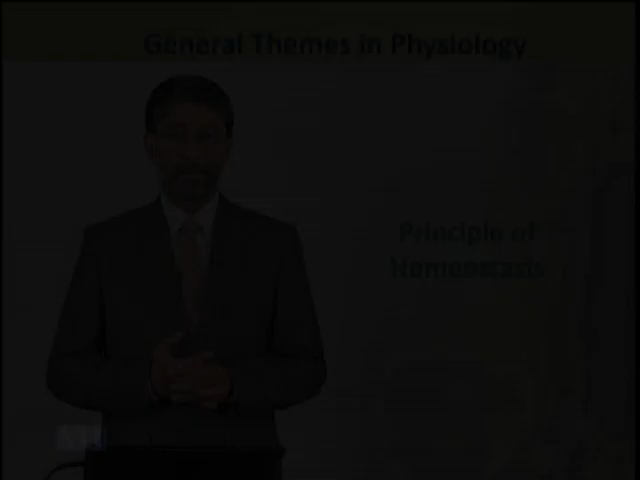 General Themes in Physiology
Principle of
Homeostasis